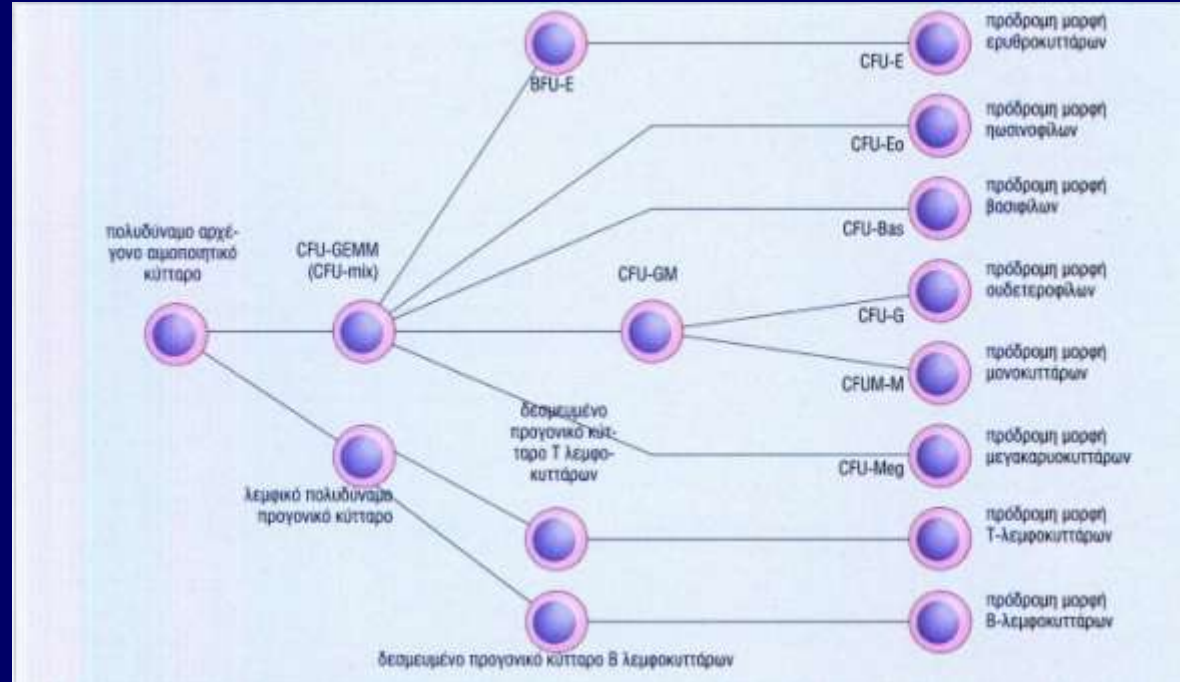 πρόδρομη μορφή
ερυθροκυττάρων
CFU-E
BFU-E
πρόδρομη μορφή
ηωσινοφίλων
CFU-Eo
πρόδρομη μορφή
βασιφίλων
CFU-Bas
πολυδύναμο αρχέ-
γονο αιμοποιητικό
κύτταρο
CFU-GEMM
(CFU-mix)
CFU-GM
πρόδρομη μορφή
ουδετεροφίλων
CFU-G
πρόδρομη μορφή
μονοκυττάρων
CFUM-M
δεσμευμένο
προγονικό κύτ-
ταρο Τ λεμφο-
κυττάρων
πρόδρομη μορφή
μεγακαρυοκυττάρων
CFU-Meg
λεμφικό πολυδύναμο
προγονικό κύτταρο
πρόδρομη μορφή
Τ-λεμφοκυττάρων
πρόδρομη μορφή
Β-λεμφοκυττάρων
δεσμευμένο προγονικό κύτταρο Β λεμφοκυττάρων